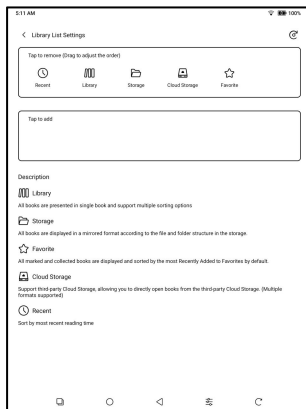 5:11 AM
100%
Library List Settings
Tap to remove (Drag to adjust the order)
Recent
Library
Storage
Cloud Storage
Favorite
Tap to add
Description
Library
All books are presented in single book and support multiple sorting options
Storage
All books are displayed in a mirrored format according to the file and folder structure in the storage.
Favorite
All marked and collected books are displayed and sorted by the most Recently Added to Favorites by default.
Cloud Storage
Support third-party Cloud Storage, allowing you to directly open books from the third-party Cloud Storage. (Multiple
formats supported)
Recent
Sort by most recent reading time